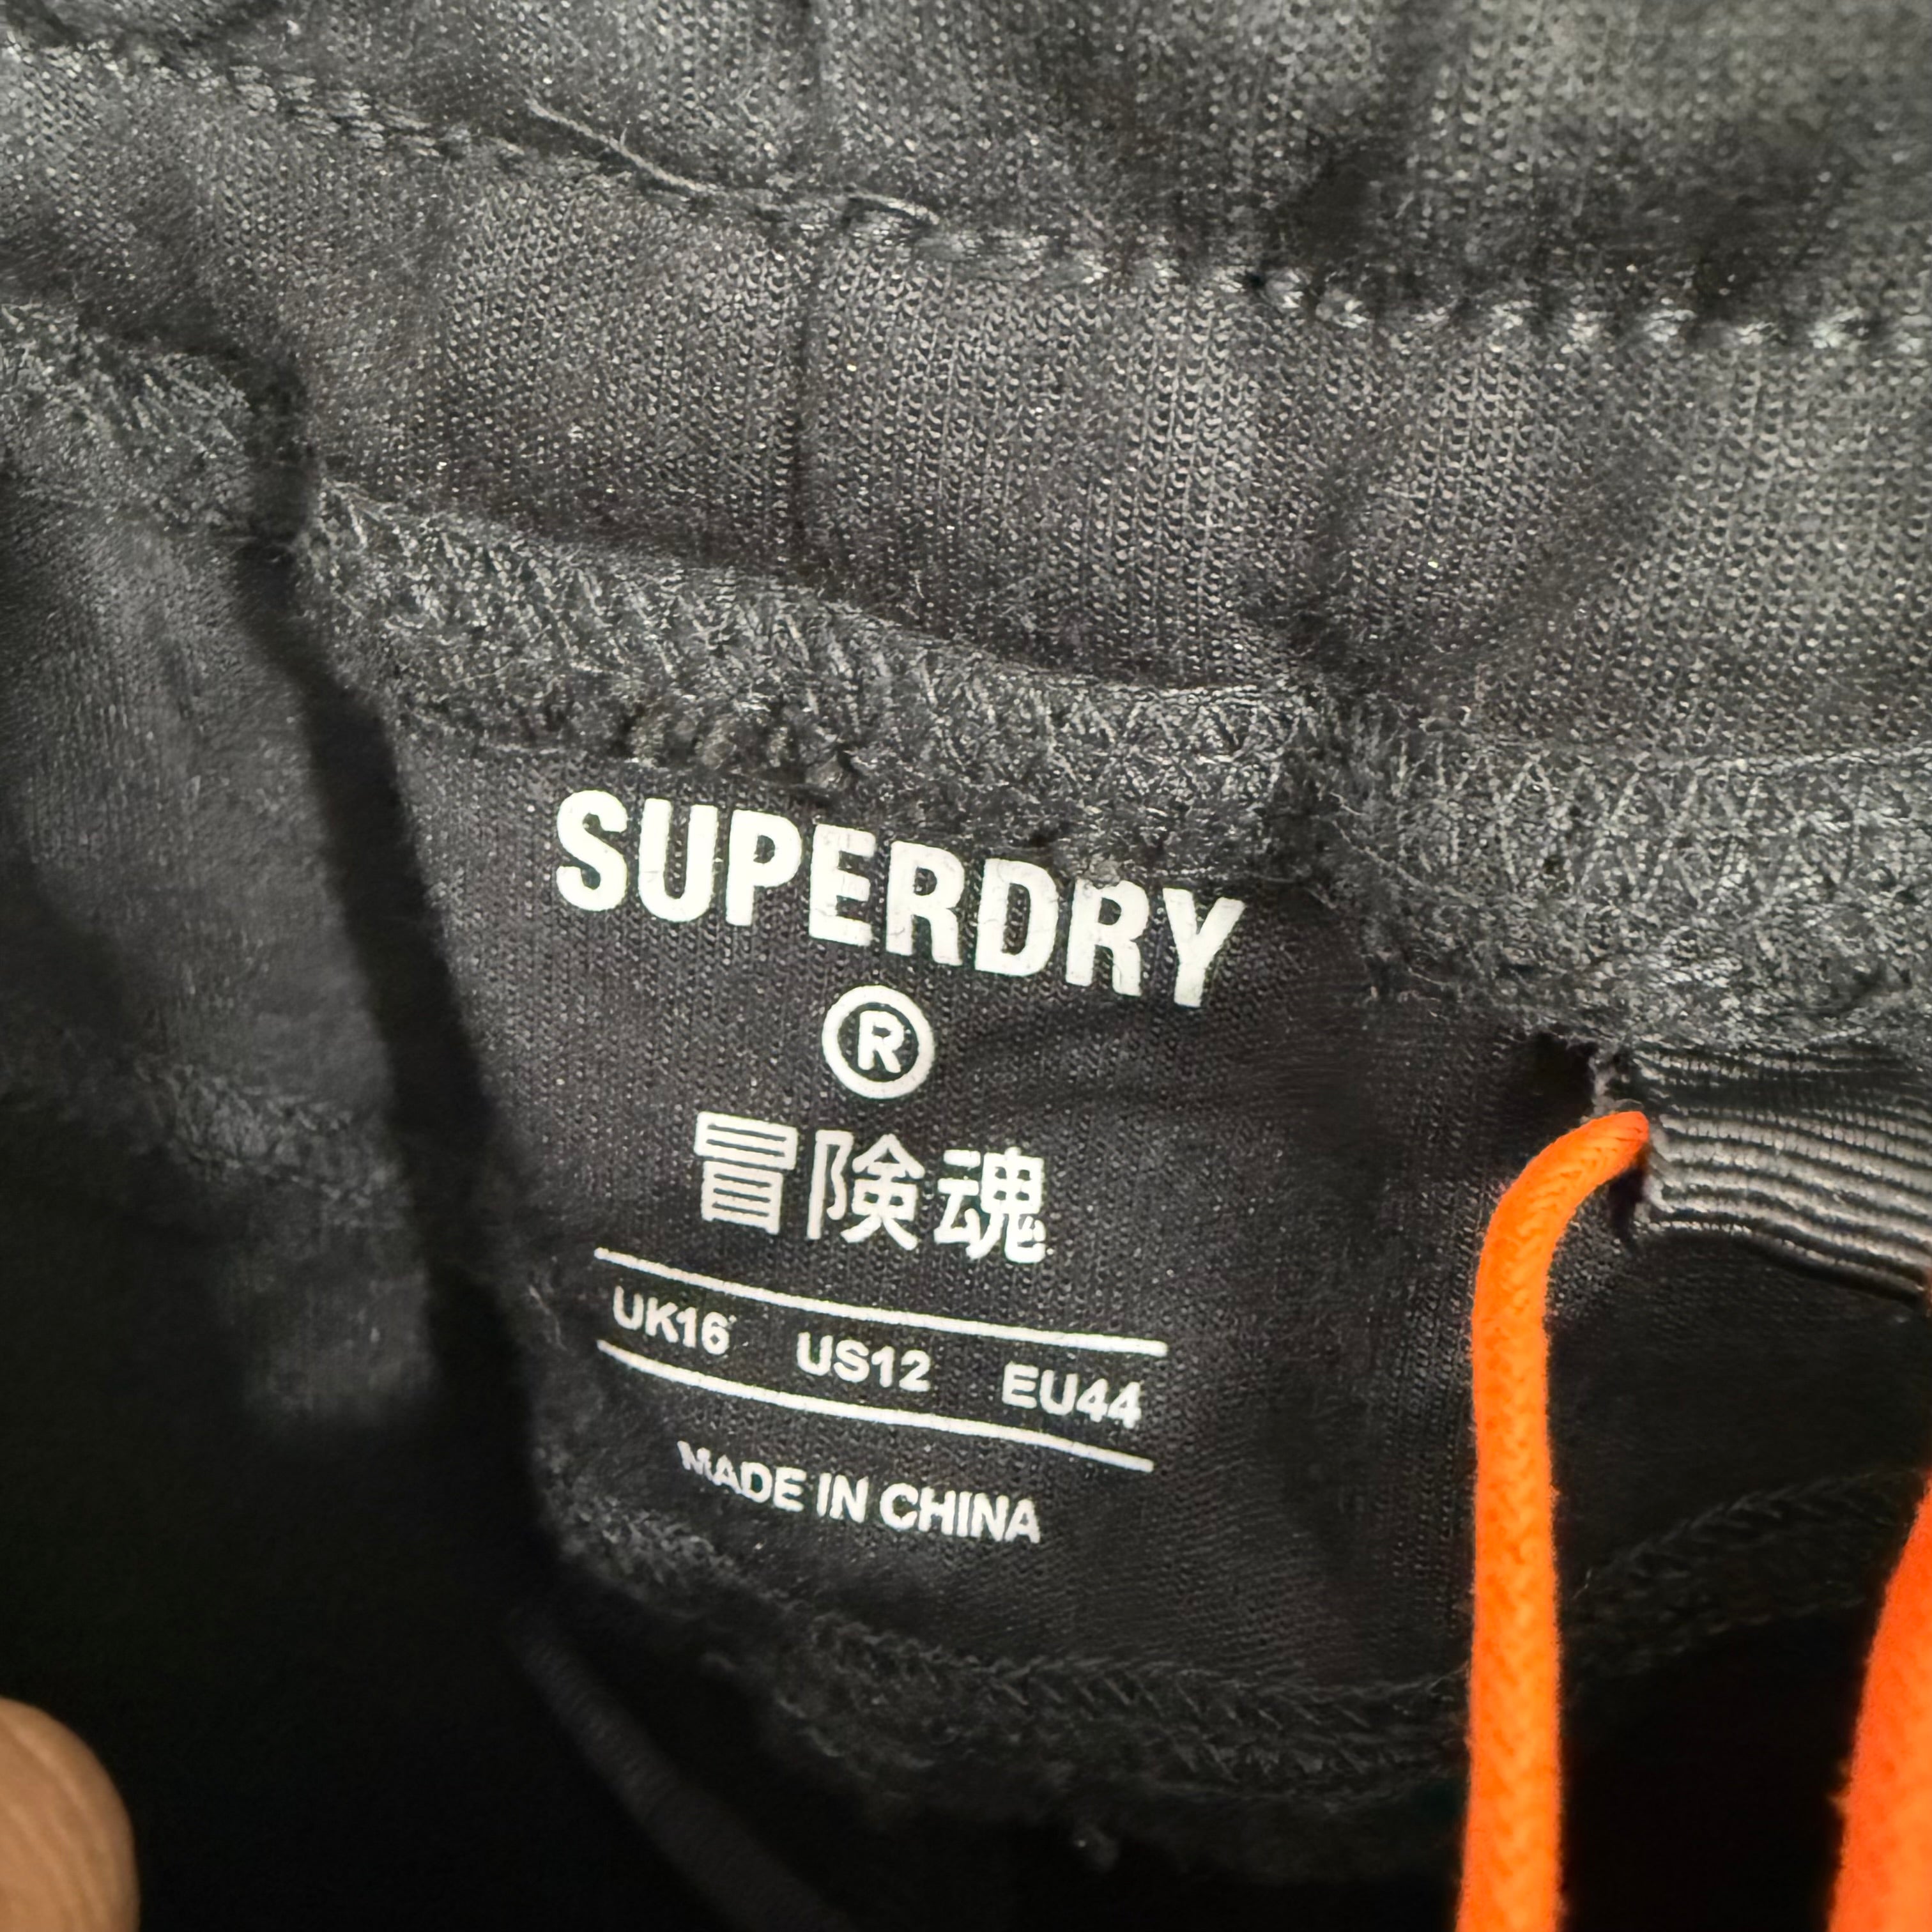 SUPERDRY
®
冒険魂
UK16 US12 EU44
MADE IN CHINA